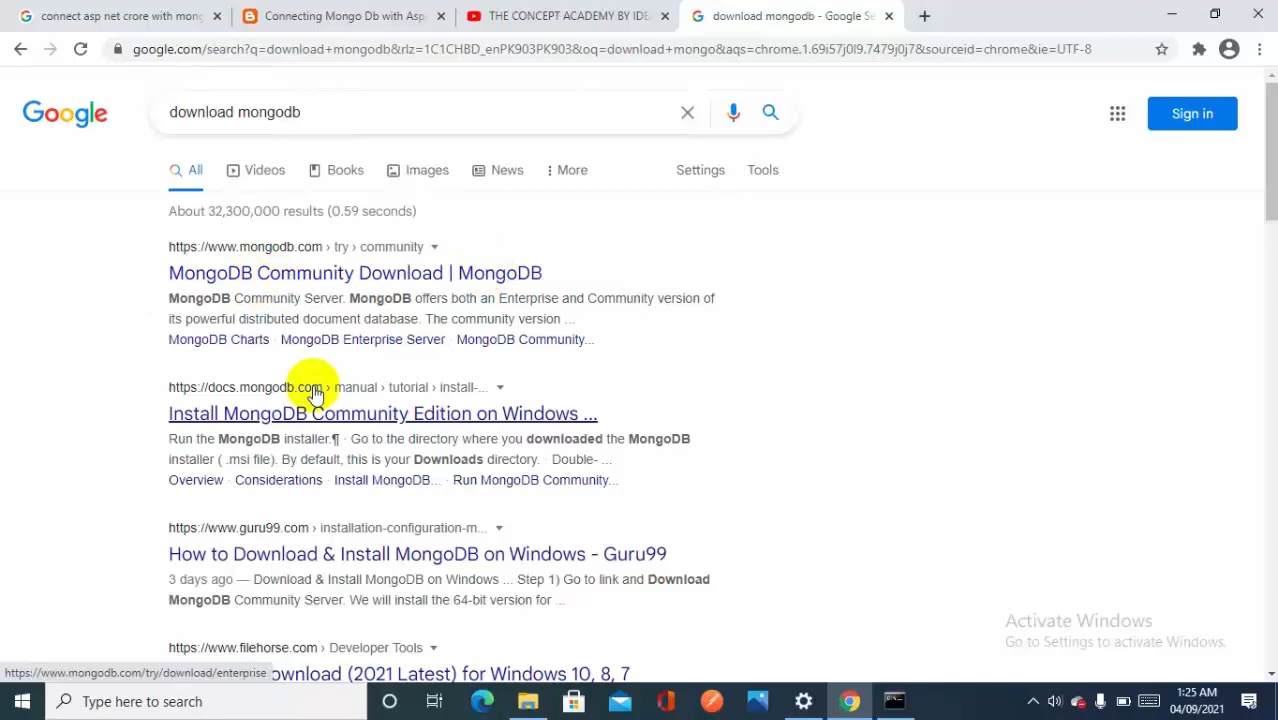 connect asp net crore with mong
Connecting Mongo Db with Asp
THE CONCEPT ACADEMY BY IDEA
download mongodb - Google Se
google.com/search?q=download+mongodb&rlz=1C1CHBD_enPK903PK903&oq=download+mongo&aqs=chrome.1.69i57j0l9.7479j0j7&sourceid=chrome&ie=UTF-8
Google
download mongodb
Sign in
All
Videos
Books
Images
News
More
Settings
Tools
About 32,300,000 results (0.59 seconds)
https://www.mongodb.com › try › community
MongoDB Community Download | MongoDB
MongoDB Community Server. MongoDB offers both an Enterprise and Community version of
its powerful distributed document database. The community version ...
MongoDB Charts · MongoDB Enterprise Server · MongoDB Community...
https://docs.mongodb.com › manual › tutorial › install-...
Install MongoDB Community Edition on Windows ...
Run the MongoDB installer.¶ · Go to the directory where you downloaded the MongoDB
installer ( .msi file). By default, this is your Downloads directory. · Double- ...
Overview · Considerations · Install MongoDB... · Run MongoDB Community...
https://www.guru99.com › installation-configuration-m...
How to Download & Install MongoDB on Windows - Guru99
3 days ago — Download & Install MongoDB on Windows ... Step 1) Go to link and Download
MongoDB Community Server. We will install the 64-bit version for ...
https://www.filehorse.com › Developer Tools
ownload (2021 Latest) for Windows 10, 8, 7
Activate Windows
Go to Settings to activate Windows.
https://www.mongodb.com/try/download/enterprise
Type here to search
1:25 AM
04/09/2021